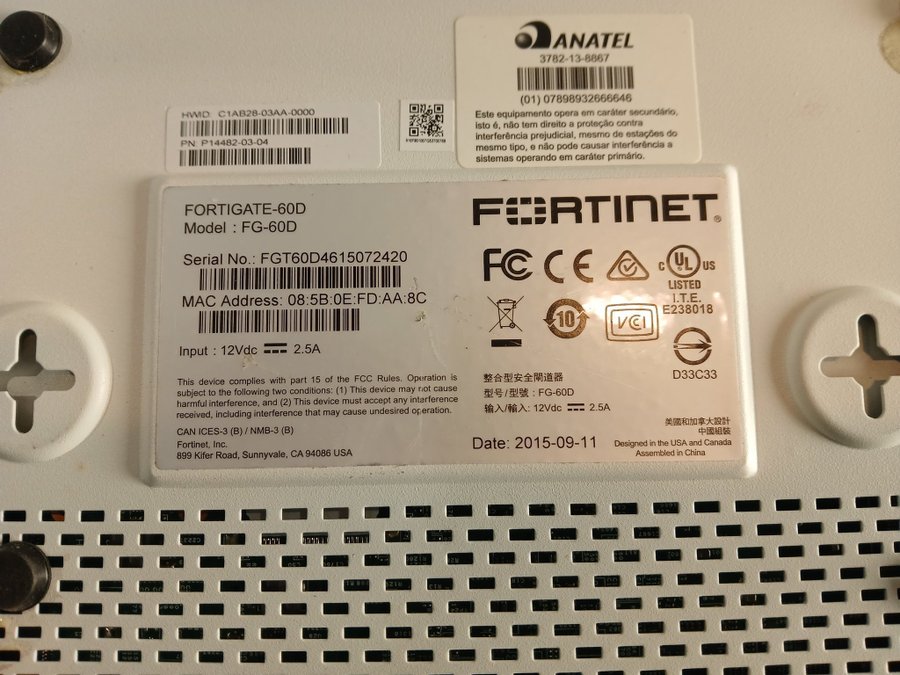 ANATEL
3782-13-8867
(01) 07898932666646
Este equipamento opera em caráter secundário,
isto é, não tem direito a proteção contra
interferência prejudicial, mesmo de estações do
mesmo tipo, e não pode causar interferência a
sistemas operando em caráter primário.
HWID: C1AB28-03AA-0000
PN: P14482-03-04
FORTIGATE-60D
Model : FG-60D
Serial No.: FGT60D4615072420
MAC Address: 08:5B:0E:FD:AA:8C
Input : 12Vdc 2.5A
This device complies with part 15 of the FCC Rules. Operation is
subject to the following two conditions: (1) This device may not cause
harmful interference, and (2) This device must accept any interference
received, including interference that may cause undesired operation.
CAN ICES-3 (B) / NMB-3 (B)
Fortinet, Inc.
899 Kifer Road, Sunnyvale, CA 94086 USA
FORTINET®
FC CE C UL US
LISTED
I.T.E.
E238018
10 VCI
D33C33
整合型安全閘道器
型号/型號: FG-60D
输入/輸入: 12Vdc 2.5A
美國和加拿大設計
中國組裝
Date: 2015-09-11
Designed in the USA and Canada
Assembled in China